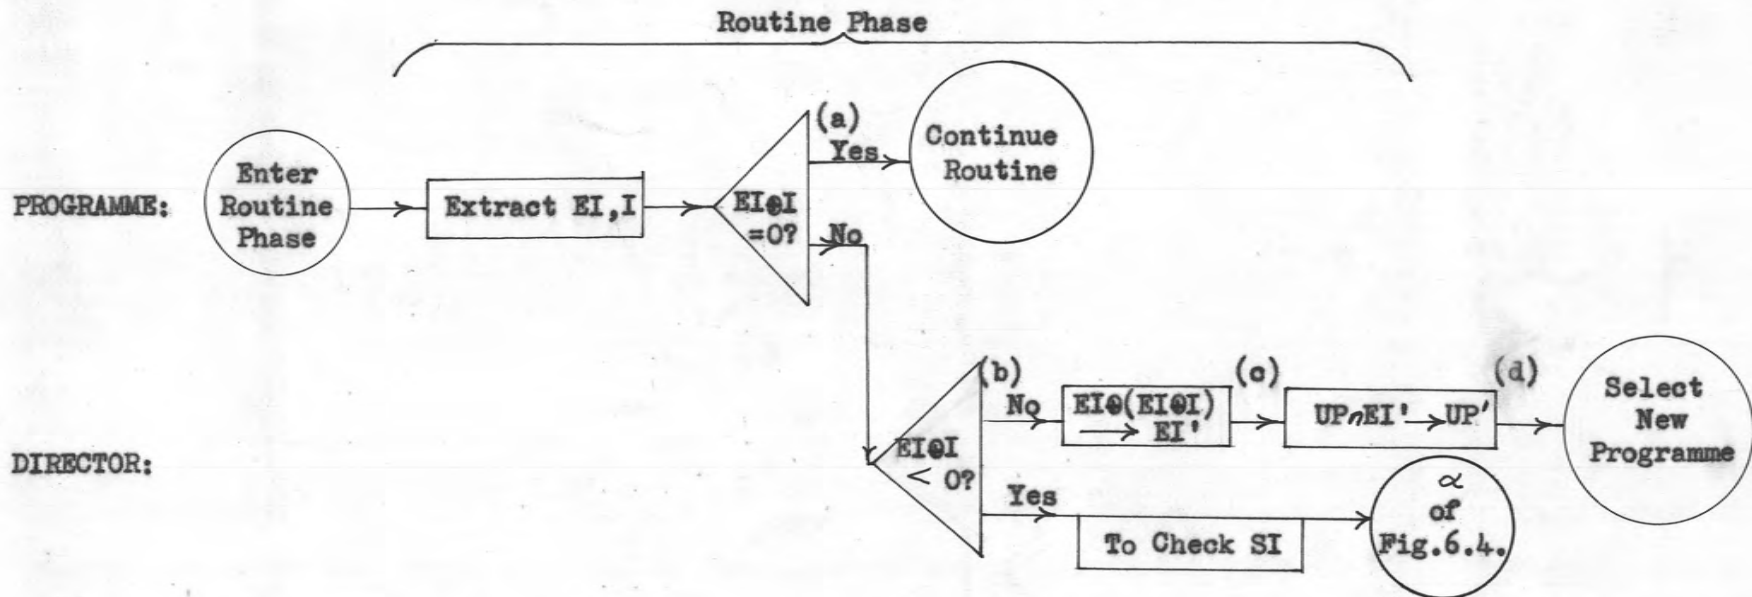 Routine Phase
PROGRAMME:
Enter
Routine
Phase
Extract EI,I
EI⊖I
=0?
(a)
Yes
No
Continue
Routine
DIRECTOR:
EI⊖I
< 0?
(b)
No
Yes
EI⊖(EI⊖I)
⟶ EI'
(c)
UP∩EI'→UP'
(d)
Select
New
Programme
To Check SI
α
of
Fig.6.4.